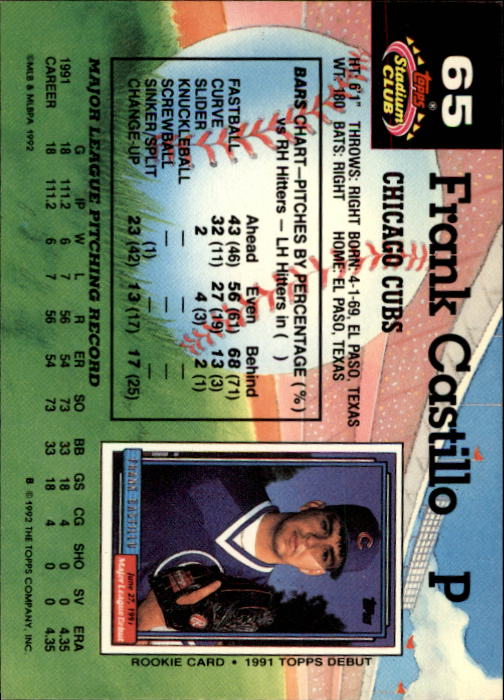 65
Topps
Stadium
CLUB
Frank Castillo P
CHICAGO CUBS
HT: 6'1" THROWS: RIGHT BORN 4-1-69, EL PASO, TEXAS
WT: 180 BATS: RIGHT HOME: EL PASO, TEXAS
BARS CHART—PITCHES BY PERCENTAGE (%)
vs RH Hitters — LH Hitters in ( )
Ahead Even Behind
FASTBALL 43 (46) 56 (61) 68 (71)
CURVE 32 (11) 27 (19) 13 (3)
SLIDER 2 4 (3) 2 (1)
KNUCKLEBALL — — —
SCREWBALL — — —
SINKER/SPLIT (1) — —
CHANGE-UP 23 (42) 13 (17) 17 (25)
FRANK CASTILLO
Topps
June 27, 1991
Major League Debut
ROOKIE CARD • 1991 TOPPS DEBUT
MAJOR LEAGUE PITCHING RECORD
G IP W L R ER SO BB GS CG SHO SV ERA
1991 18 111.2 6 7 56 54 73 33 18 4 0 0 4.35
CAREER 18 111.2 6 7 56 54 73 33 18 4 0 0 4.35
©MLB & MLBPA 1992
B ©1992 THE TOPPS COMPANY, INC.